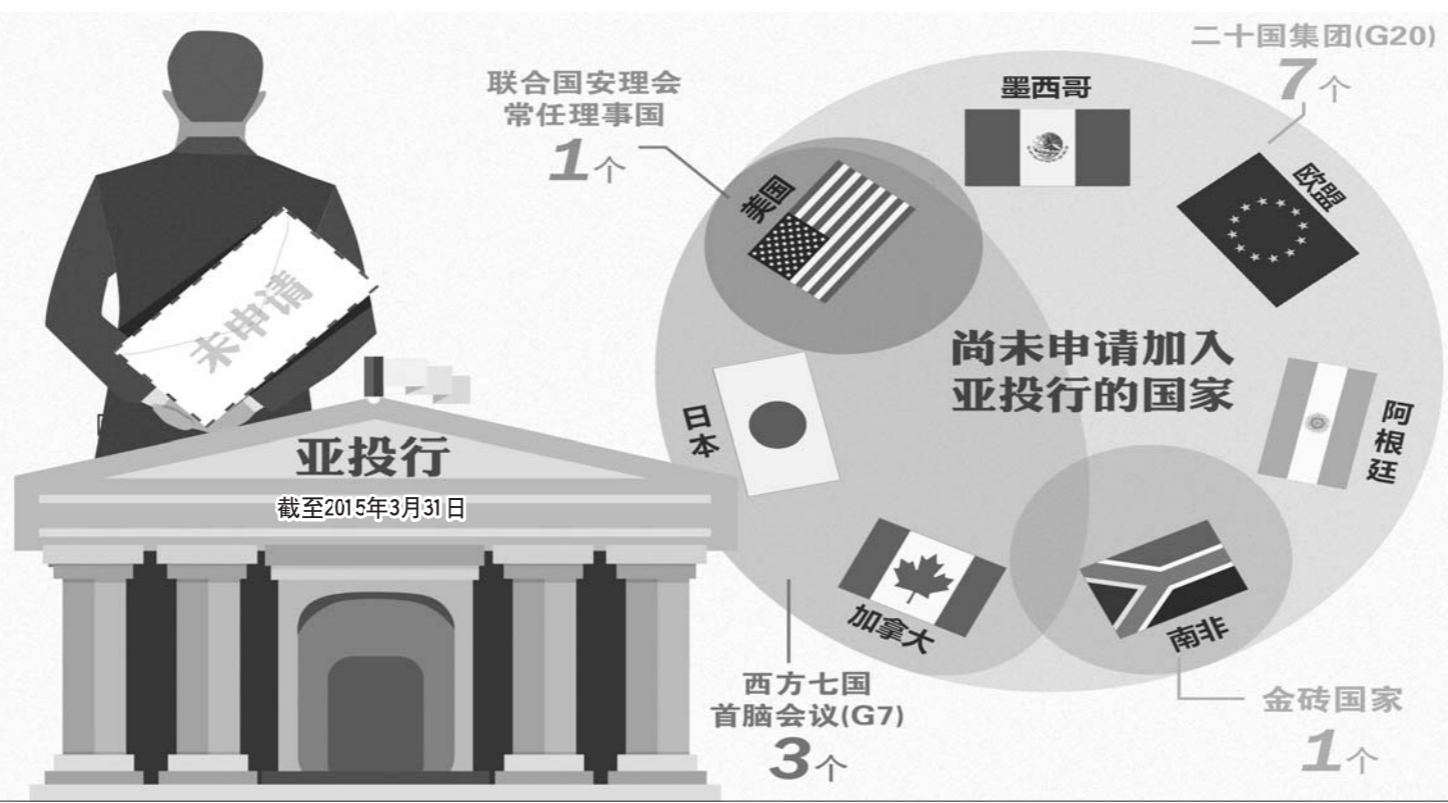 未申请
亚投行
截至2015年3月31日
联合国安理会
常任理事国
1个
二十国集团(G20)
7个
墨西哥
美国
欧盟
尚未申请加入
亚投行的国家
日本
阿根廷
加拿大
南非
西方七国
首脑会议(G7)
3个
金砖国家
1个